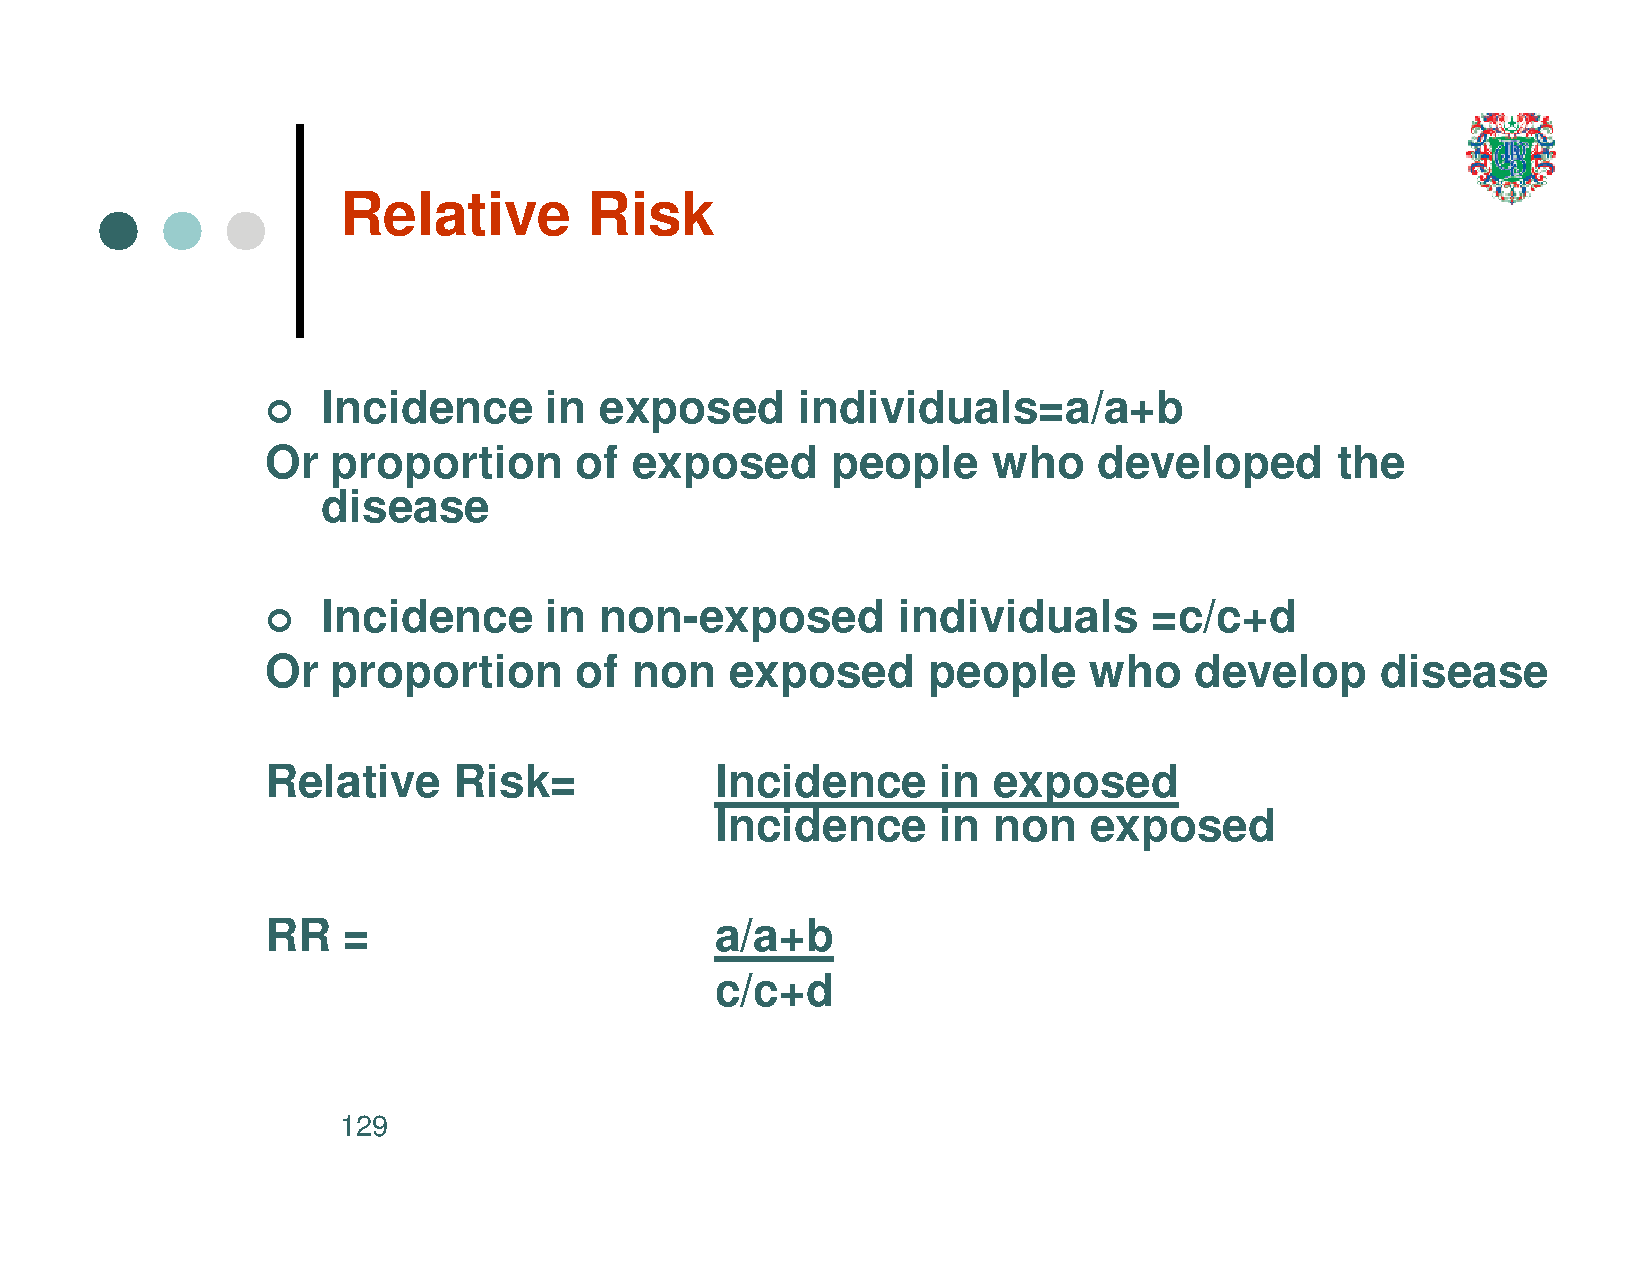 Relative Risk
Incidence in exposed individuals=a/a+b
Or proportion of exposed people who developed the
disease
Incidence in non-exposed individuals =c/c+d
Or proportion of non exposed people who develop disease
Relative Risk= Incidence in exposed
Incidence in non exposed
RR = a/a+b
c/c+d
129